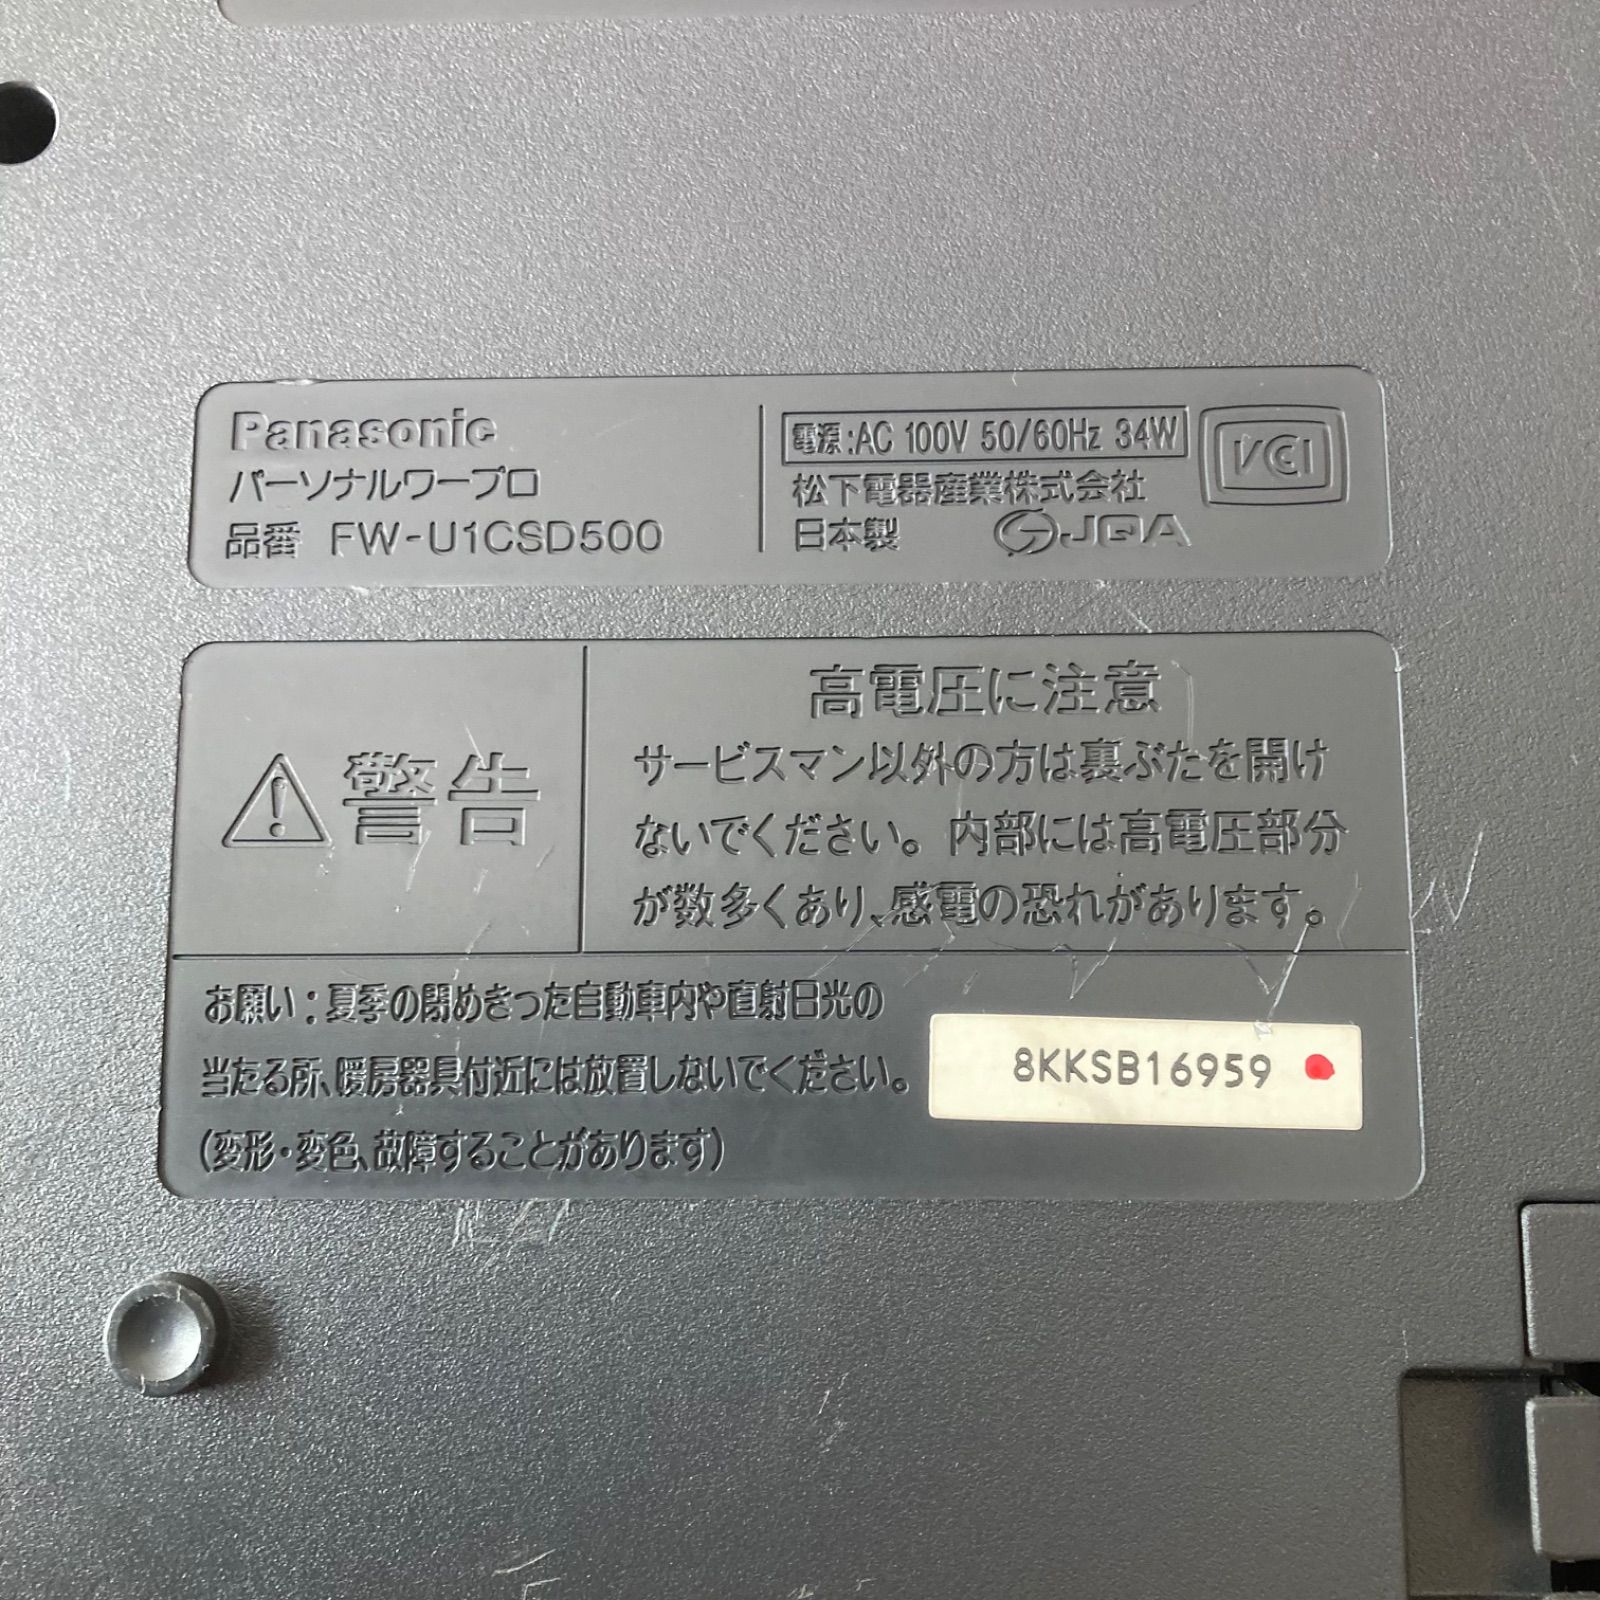 Panasonic
パーソナルワープロ
品番 FW-U1CSD500
電源:AC 100V 50/60Hz 34W
松下電器産業株式会社
日本製 JQA
VCI
警告
高電圧に注意
サービスマン以外の方は裏ぶたを開け
ないでください。内部には高電圧部分
が数多くあり、感電の恐れがあります。
お願い:夏季の閉めきった自動車内や直射日光の
当たる所、暖房器具付近には放置しないでください。
(変形・変色、故障することがあります)
8KKSB16959